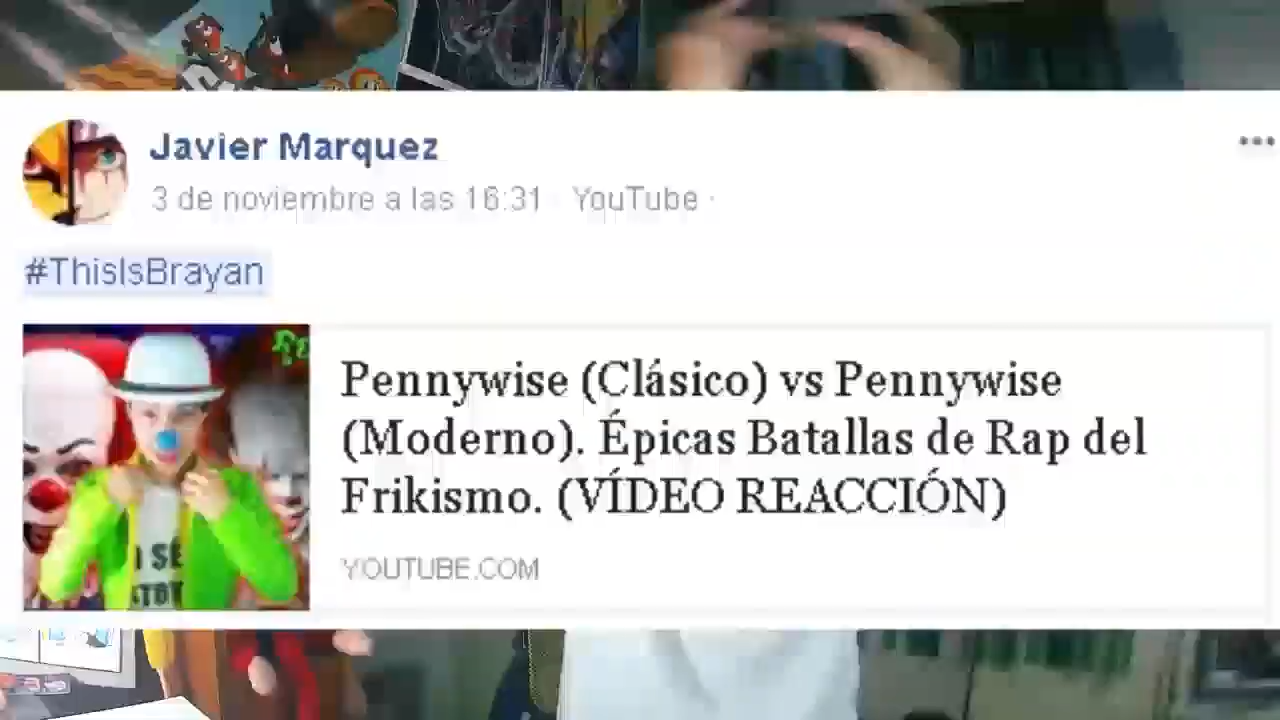 Javier Marquez
3 de noviembre a las 16:31 · YouTube ·
#ThisIsBrayan
Pennywise (Clásico) vs Pennywise
(Moderno). Épicas Batallas de Rap del
Frikismo. (VÍDEO REACCIÓN)
YOUTUBE.COM
SÉ